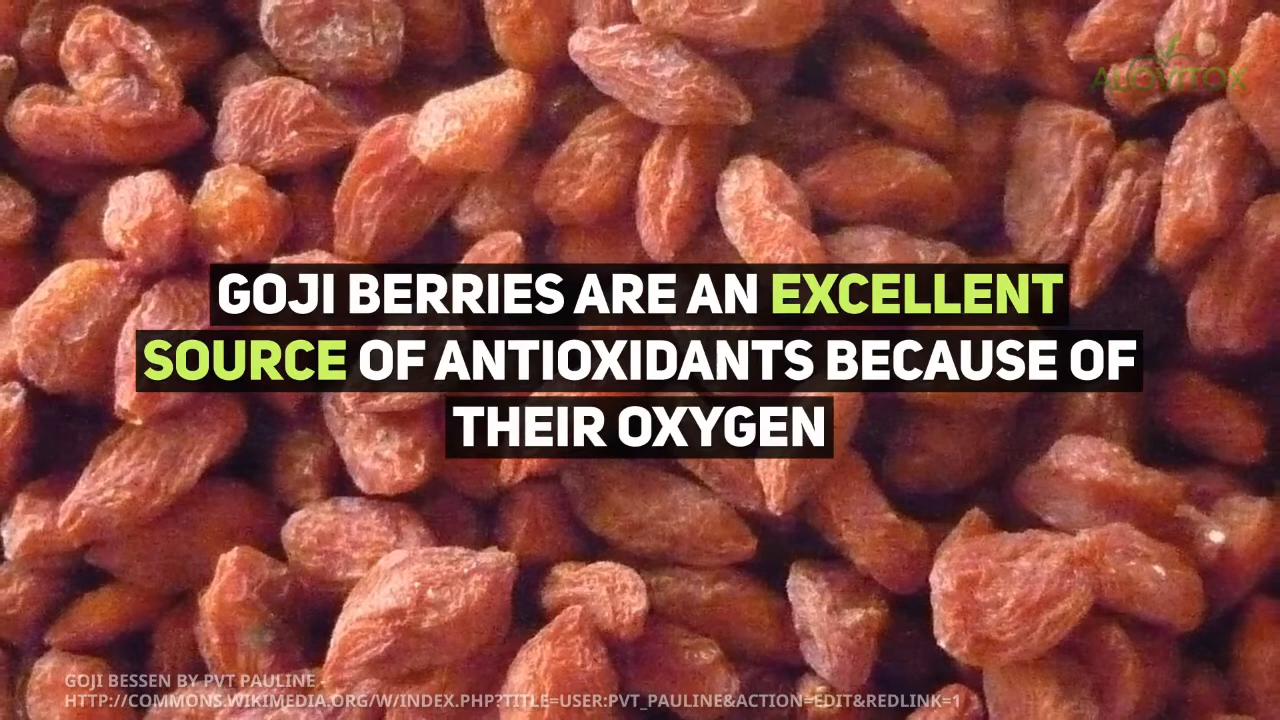 ALOVITOX
GOJI BERRIES ARE AN EXCELLENT
SOURCE OF ANTIOXIDANTS BECAUSE OF
THEIR OXYGEN
GOJI BESSEN BY PVT PAULINE -
HTTP://COMMONS.WIKIMEDIA.ORG/W/INDEX.PHP?TITLE=USER:PVT_PAULINE&ACTION=EDIT&REDLINK=1